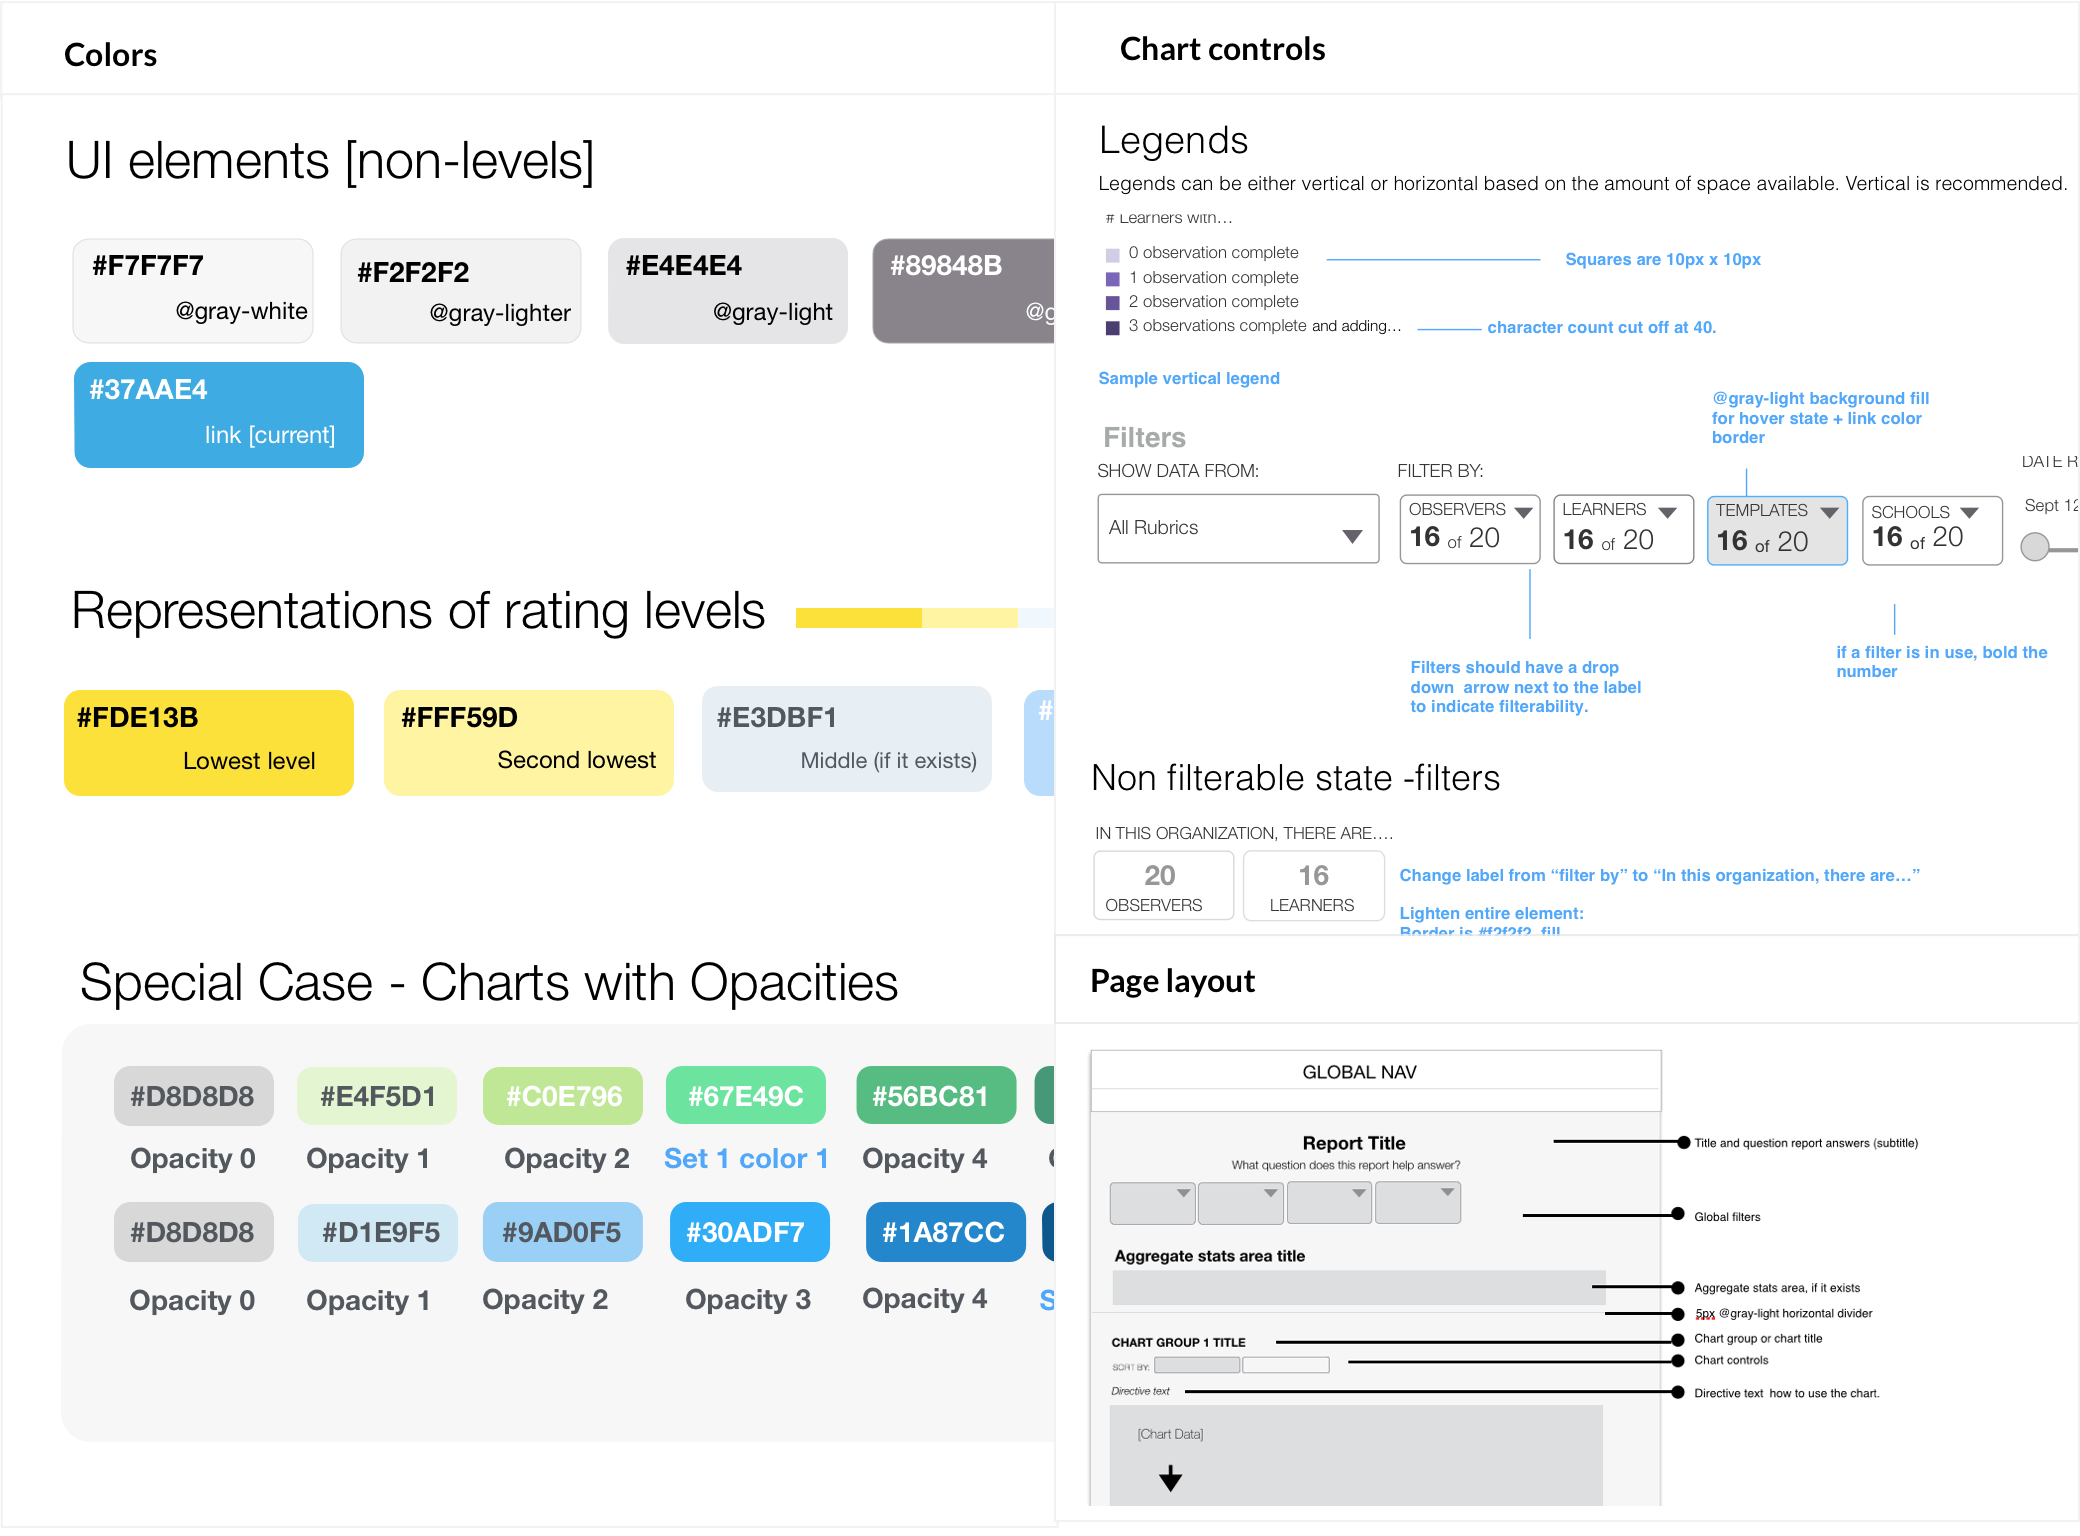 Colors
UI elements [non-levels]
#F7F7F7
@gray-white
#F2F2F2
@gray-lighter
#E4E4E4
@gray-light
#89848B
#37AAE4
link [current]
Representations of rating levels
#FDE13B
Lowest level
#FFF59D
Second lowest
#E3DBF1
Middle (if it exists)
#
Special Case - Charts with Opacities
#D8D8D8
#E4F5D1
#C0E796
#67E49C
#56BC81
Opacity 0
Opacity 1
Opacity 2
Set 1 color 1
Opacity 4
#D8D8D8
#D1E9F5
#9AD0F5
#30ADF7
#1A87CC
Opacity 0
Opacity 1
Opacity 2
Opacity 3
Opacity 4
Chart controls
Legends
Legends can be either vertical or horizontal based on the amount of space available. Vertical is recommended.
# Learners with…
0 observation complete
Squares are 10px x 10px
1 observation complete
2 observation complete
3 observations complete and adding…
character count cut off at 40.
Sample vertical legend
@gray-light background fill
for hover state + link color
border
Filters
SHOW DATA FROM:
FILTER BY:
All Rubrics
OBSERVERS
16 of 20
LEARNERS
16 of 20
TEMPLATES
16 of 20
SCHOOLS
16 of 20
DATE R
Sept 12
Filters should have a drop
down  arrow next to the label
to indicate filterability.
if a filter is in use, bold the
number
Non filterable state -filters
IN THIS ORGANIZATION, THERE ARE….
20
OBSERVERS
16
LEARNERS
Change label from “filter by” to “In this organization, there are…”
Lighten entire element:
Border is #f2f2f2, fill
Page layout
GLOBAL NAV
Report Title
What question does this report help answer?
Title and question report answers (subtitle)
Global filters
Aggregate stats area title
Aggregate stats area, if it exists
5px @gray-light horizontal divider
CHART GROUP 1 TITLE
Chart group or chart title
SORT BY:
Chart controls
Directive text
Directive text  how to use the chart.
[Chart Data]